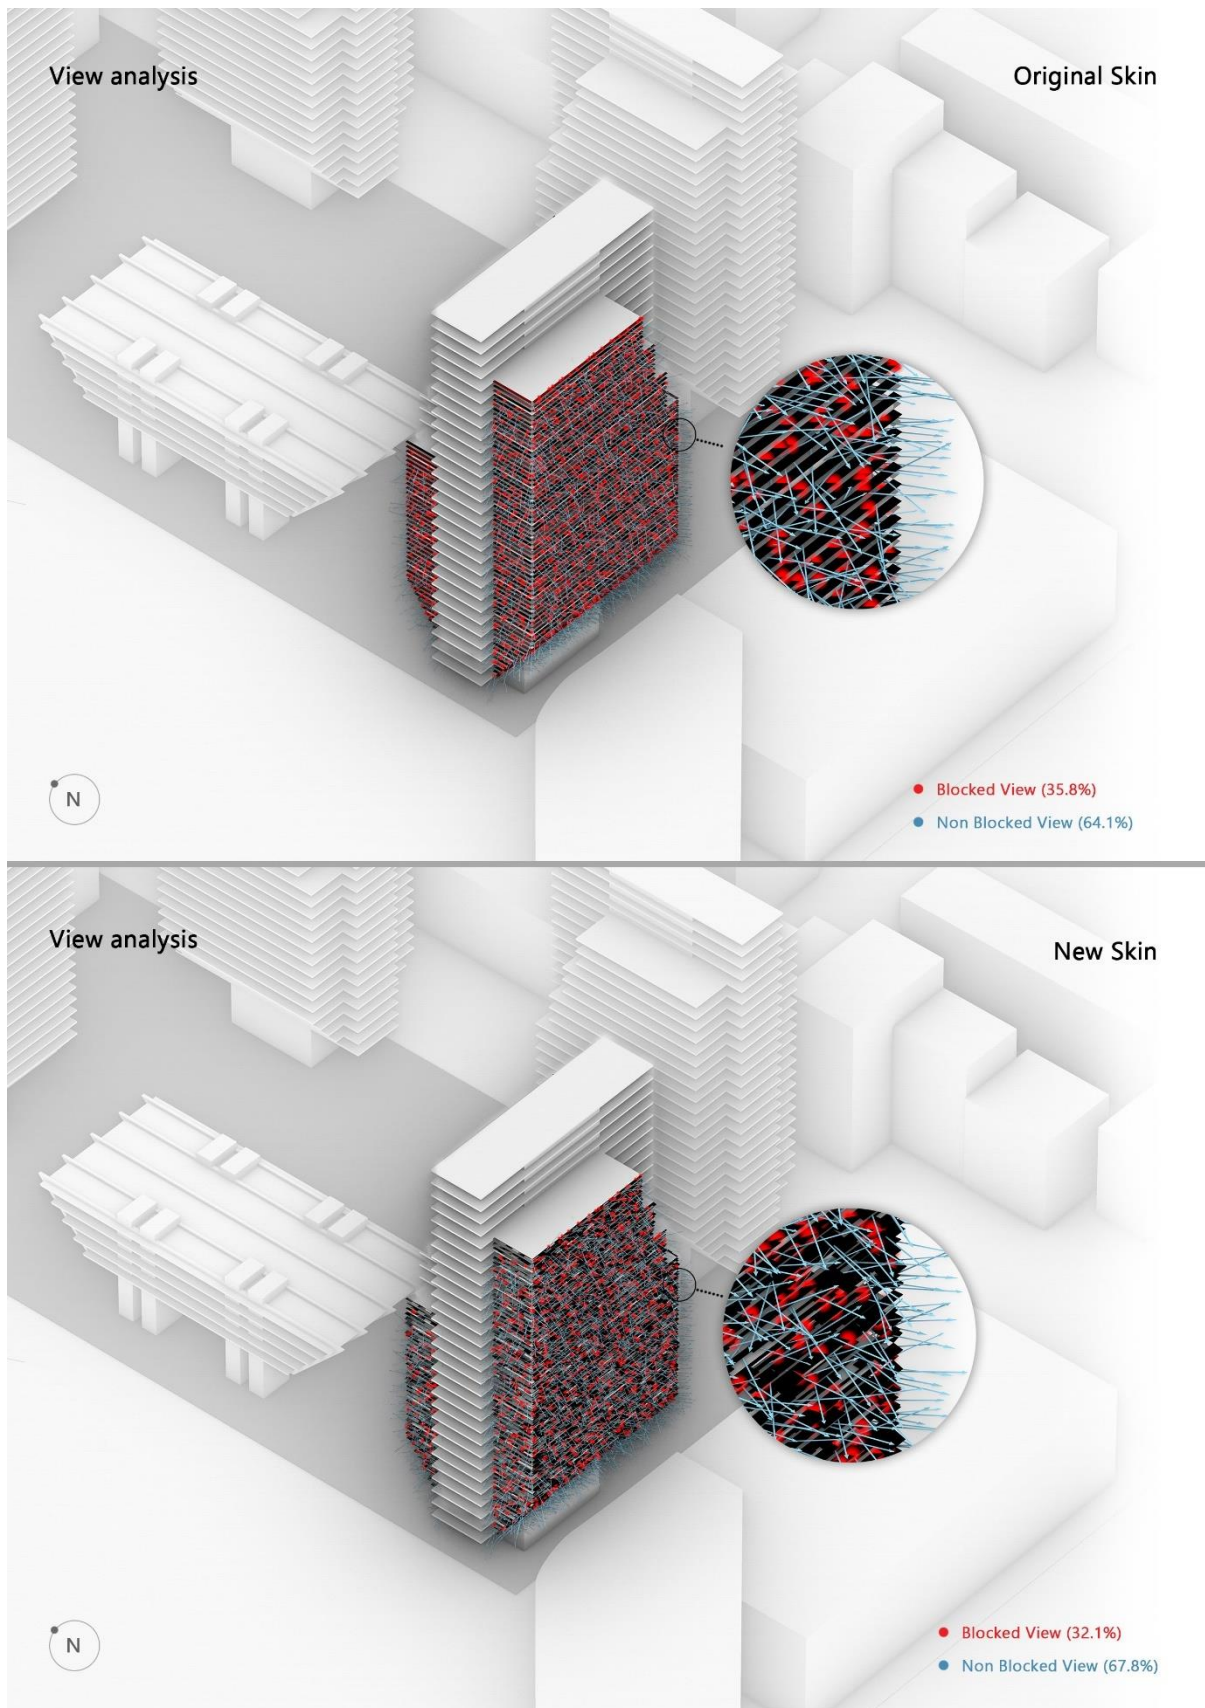 View analysis
Original Skin
N
Blocked View (35.8%)
Non Blocked View (64.1%)
View analysis
New Skin
N
Blocked View (32.1%)
Non Blocked View (67.8%)